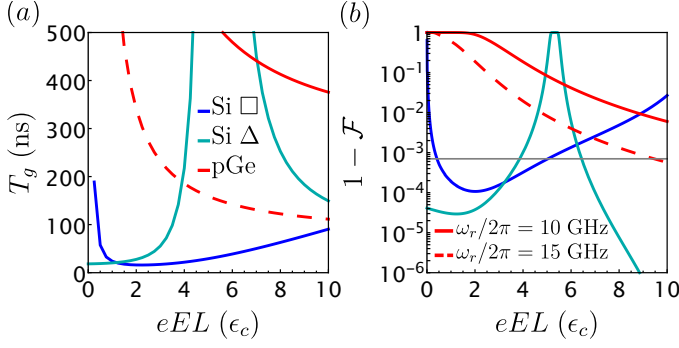 (a)
500
400
300
200
100
0
T_g (ns)
Si □
Si Δ
pGe
0 2 4 6 8 10
eEL (ϵ_c)
(b)
1
10^-1
10^-2
10^-3
10^-4
10^-5
10^-6
1 − ℱ
ω_r/2π = 10 GHz
ω_r/2π = 15 GHz
0 2 4 6 8 10
eEL (ϵ_c)